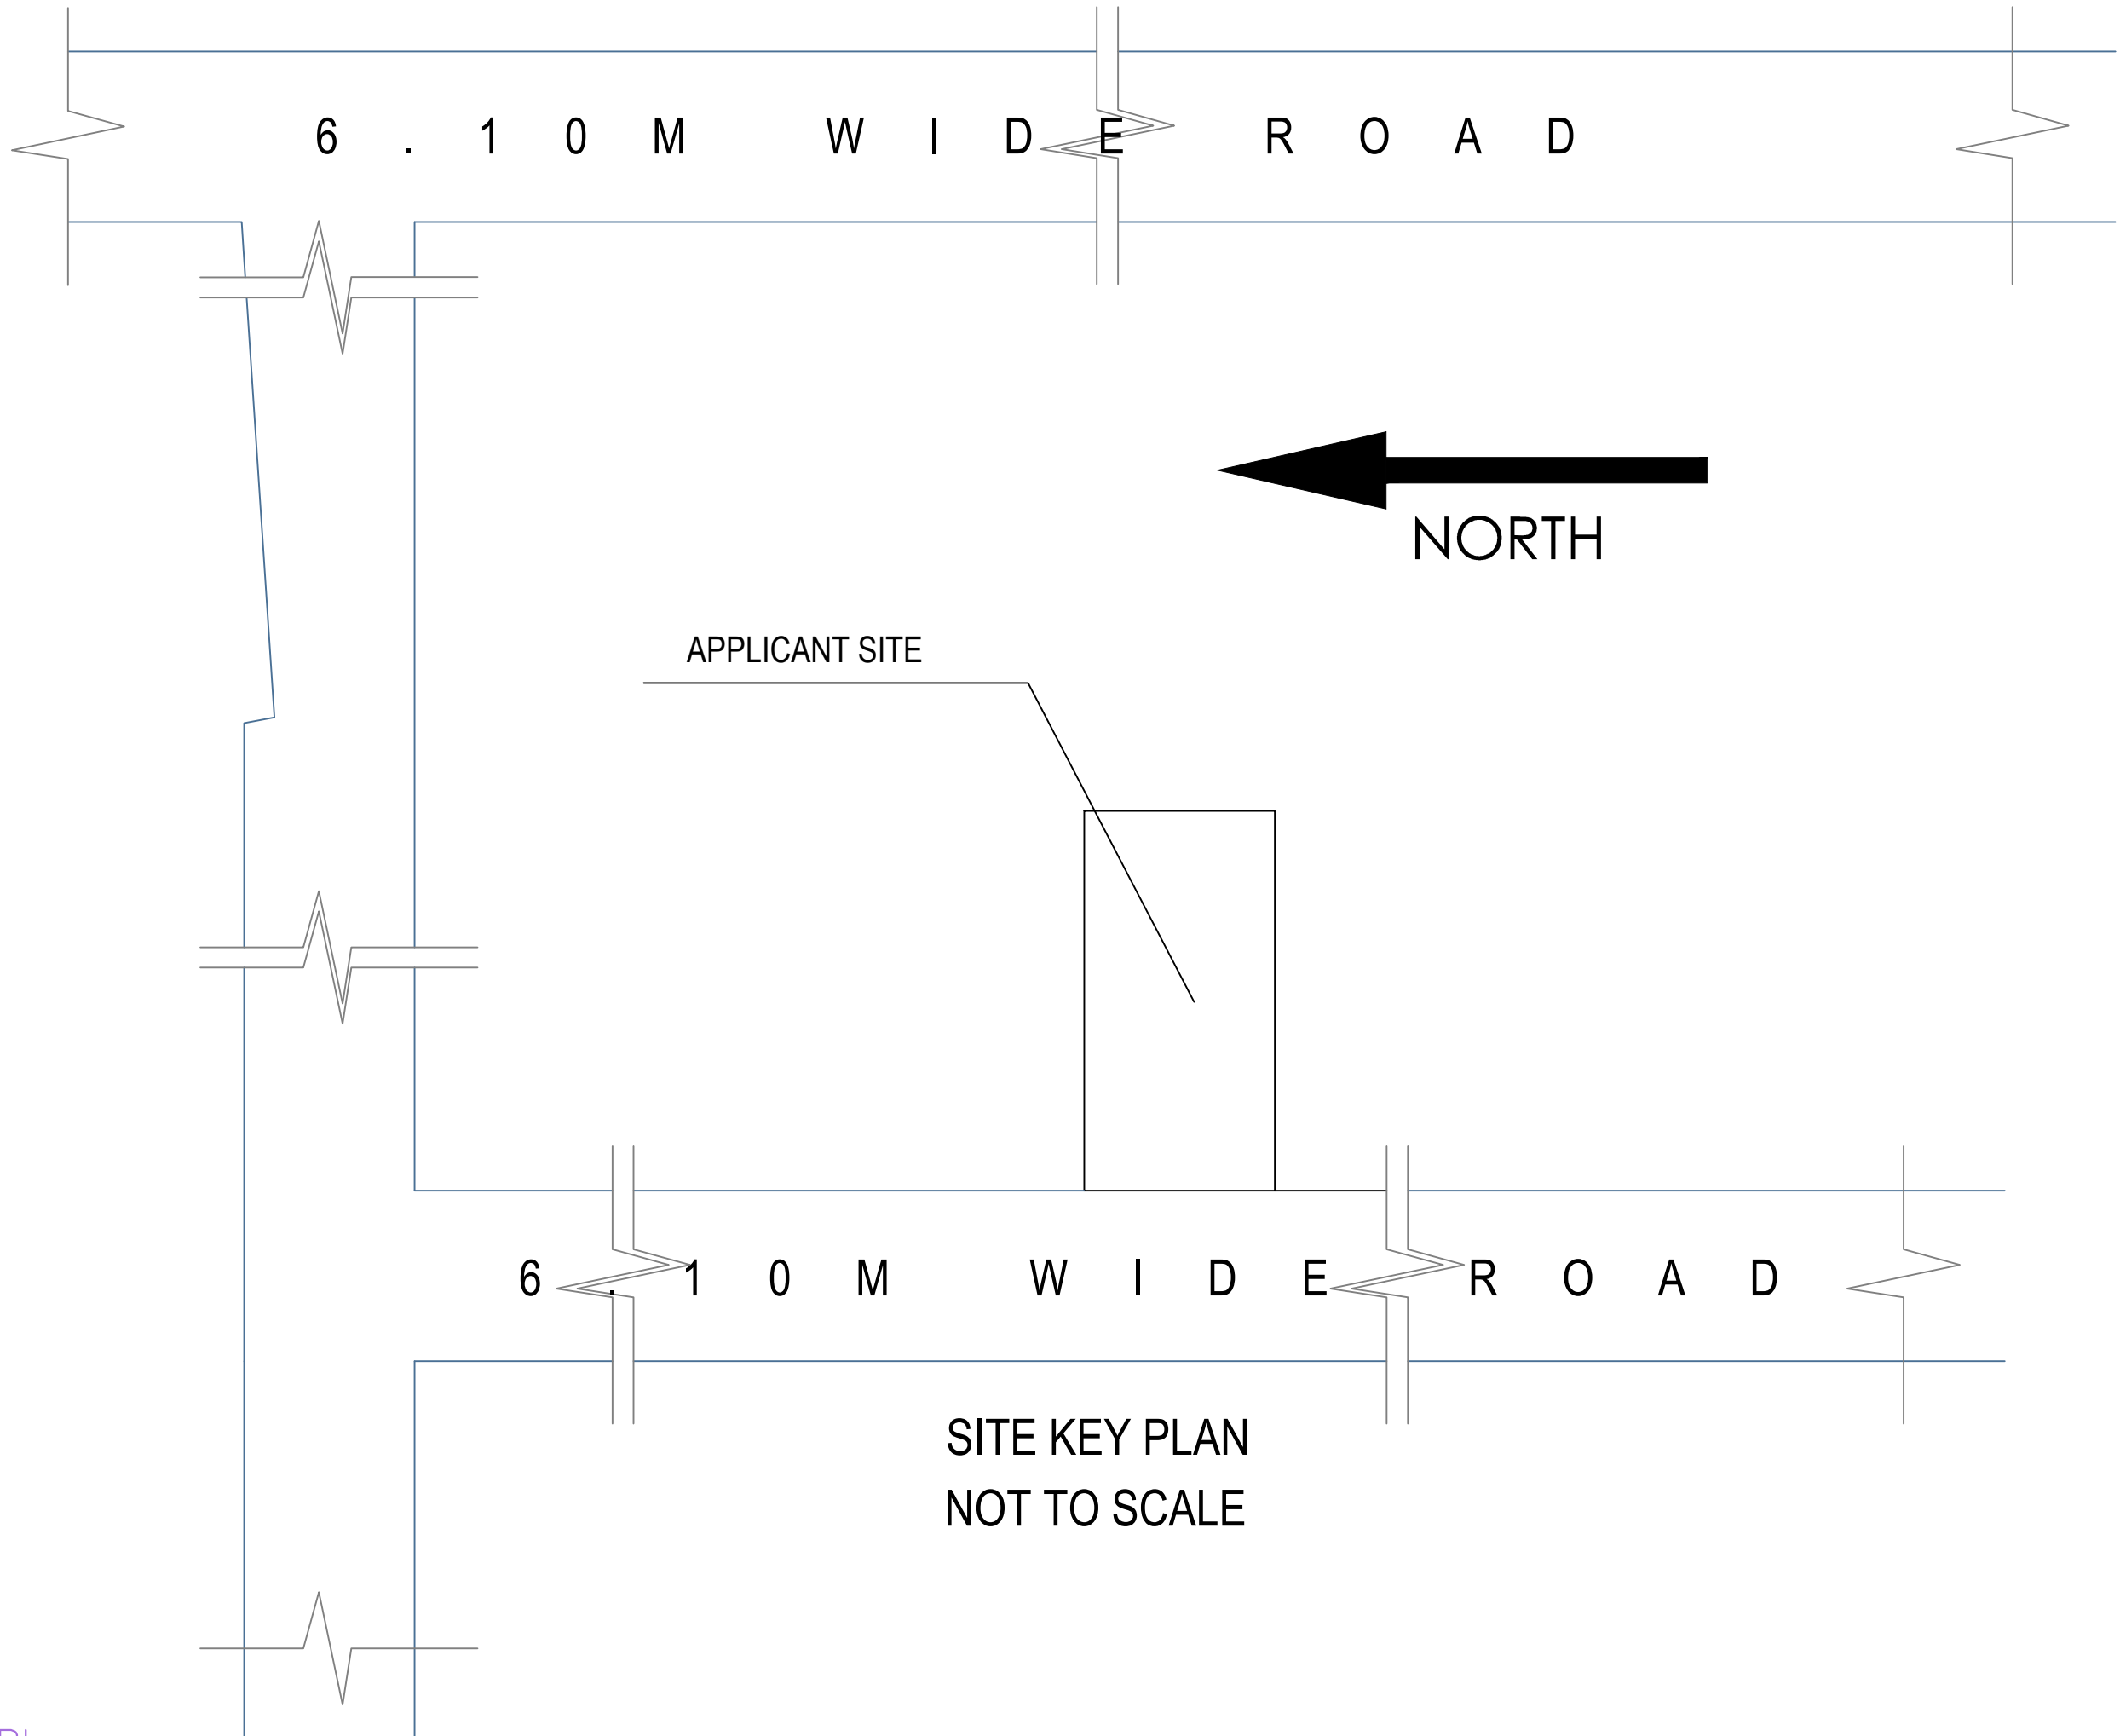 6.10M WIDE ROAD
NORTH
APPLICANT SITE
6.10M WIDE ROAD
SITE KEY PLAN
NOT TO SCALE